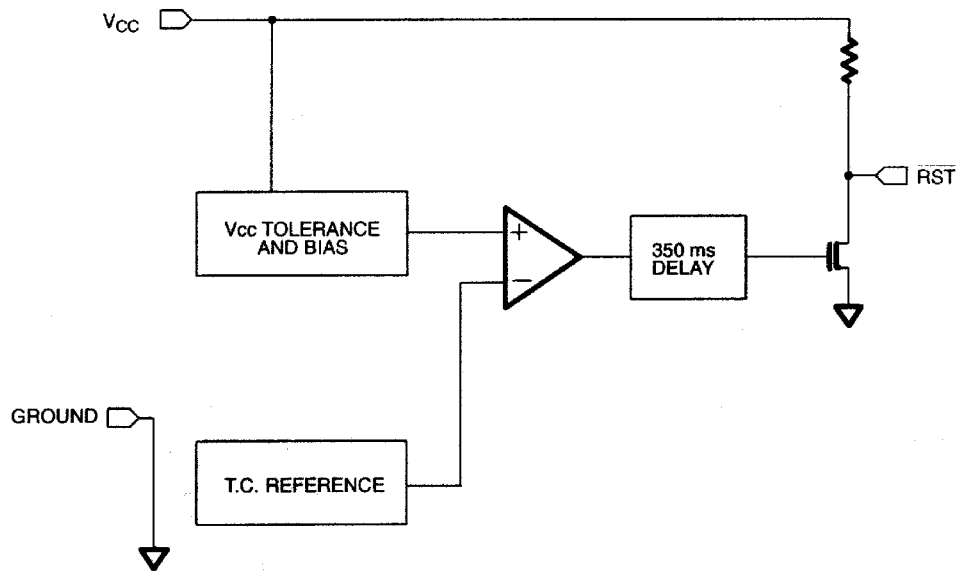 VCC
Vcc TOLERANCE
AND BIAS
+
−
350 ms
DELAY
RST
GROUND
T.C. REFERENCE